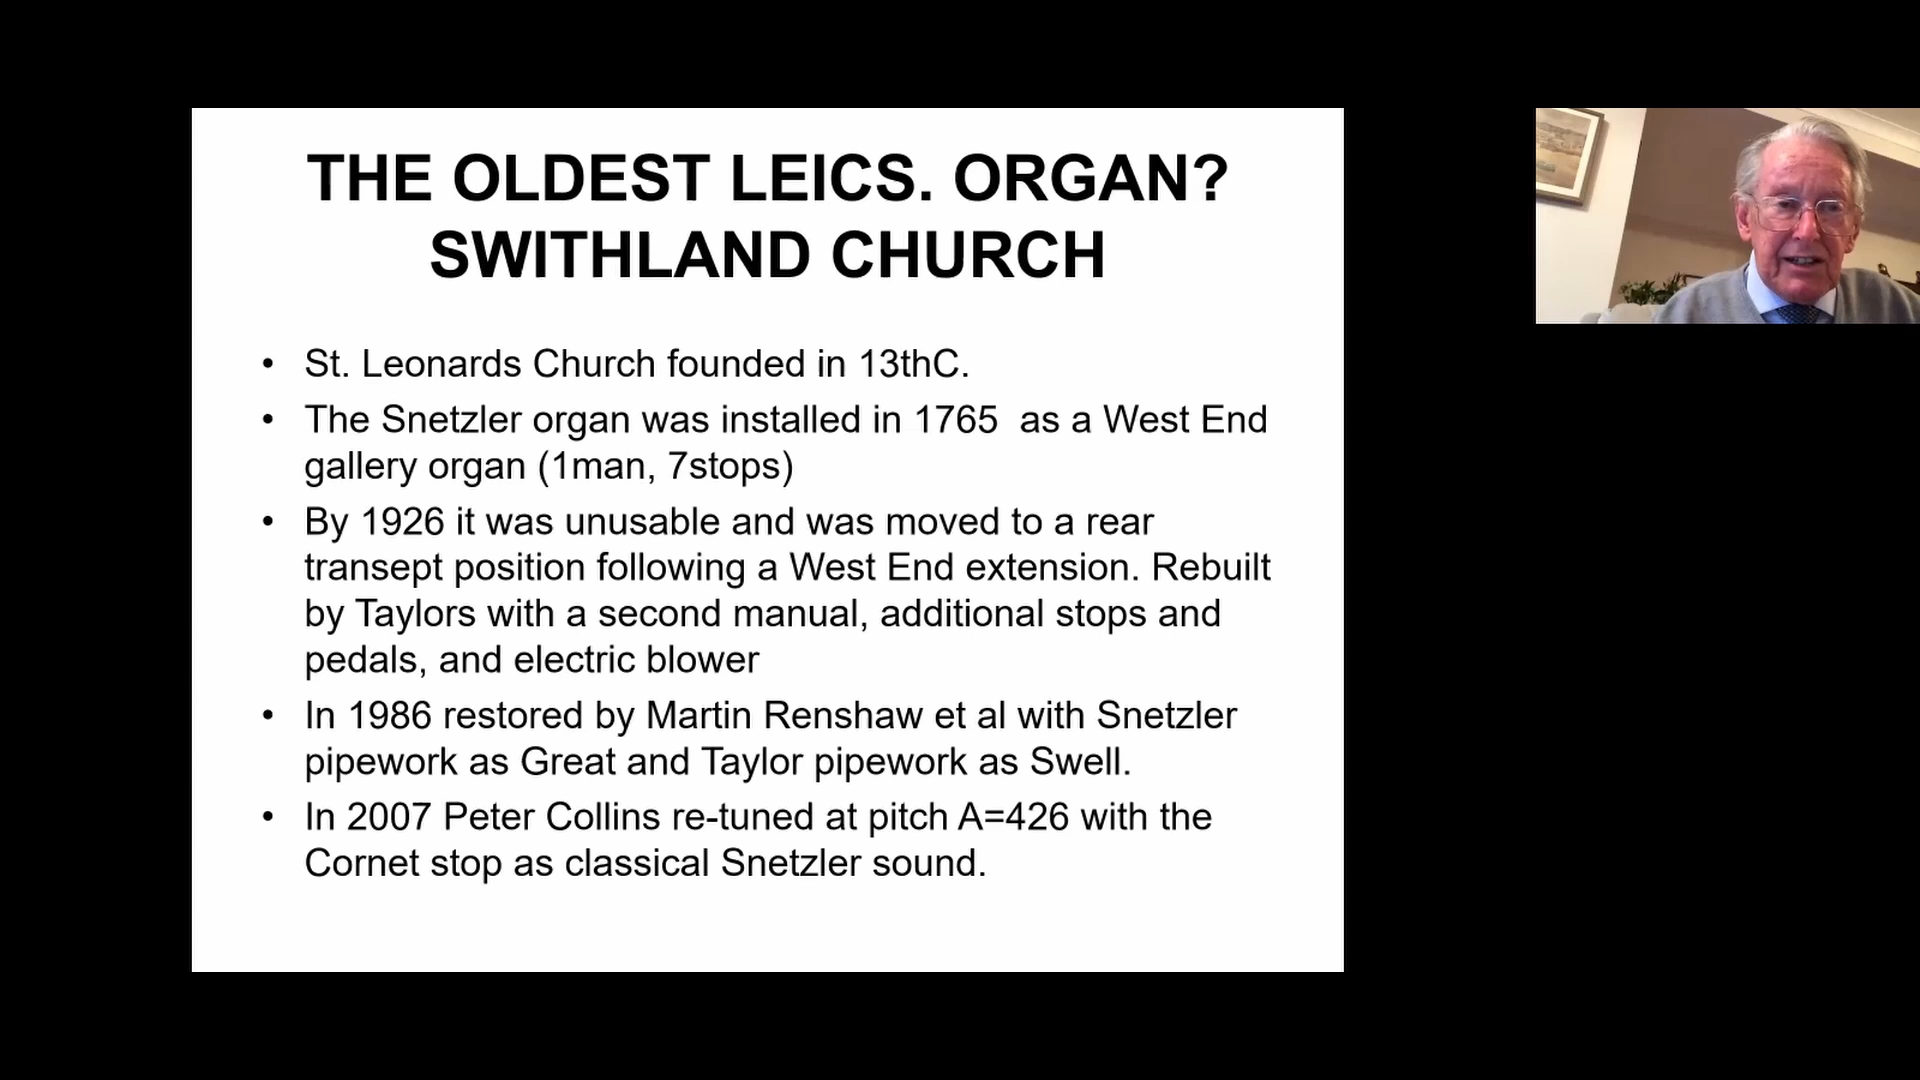 THE OLDEST LEICS. ORGAN?
SWITHLAND CHURCH
• St. Leonards Church founded in 13thC.
• The Snetzler organ was installed in 1765  as a West End
gallery organ (1man, 7stops)
• By 1926 it was unusable and was moved to a rear
transept position following a West End extension. Rebuilt
by Taylors with a second manual, additional stops and
pedals, and electric blower
• In 1986 restored by Martin Renshaw et al with Snetzler
pipework as Great and Taylor pipework as Swell.
• In 2007 Peter Collins re-tuned at pitch A=426 with the
Cornet stop as classical Snetzler sound.